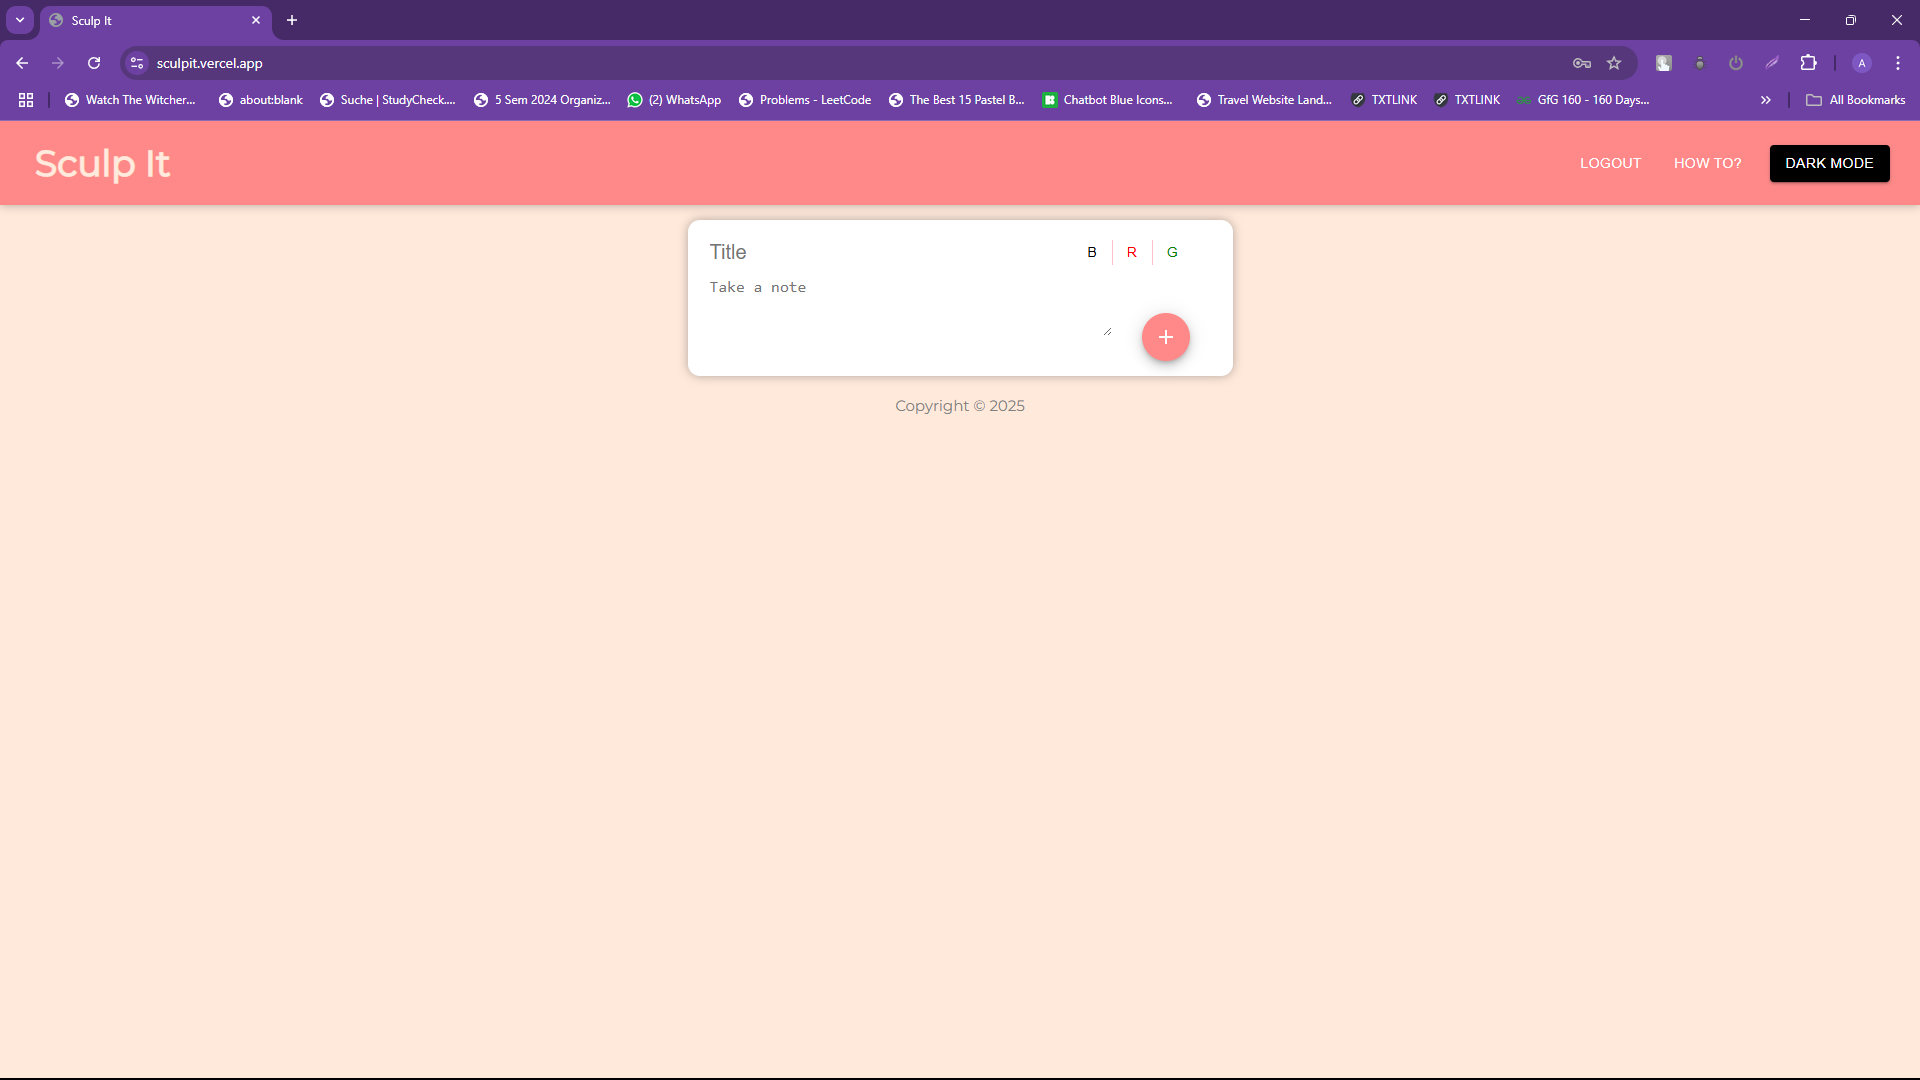 Sculp It
sculpit.vercel.app
Watch The Witcher... about:blank Suche | StudyCheck.... 5 Sem 2024 Organiz... (2) WhatsApp Problems - LeetCode The Best 15 Pastel B... Chatbot Blue Icons... Travel Website Land... TXTLINK TXTLINK GfG 160 - 160 Days... All Bookmarks
Sculp It LOGOUT HOW TO? DARK MODE
Title B R G
Take a note
Copyright © 2025